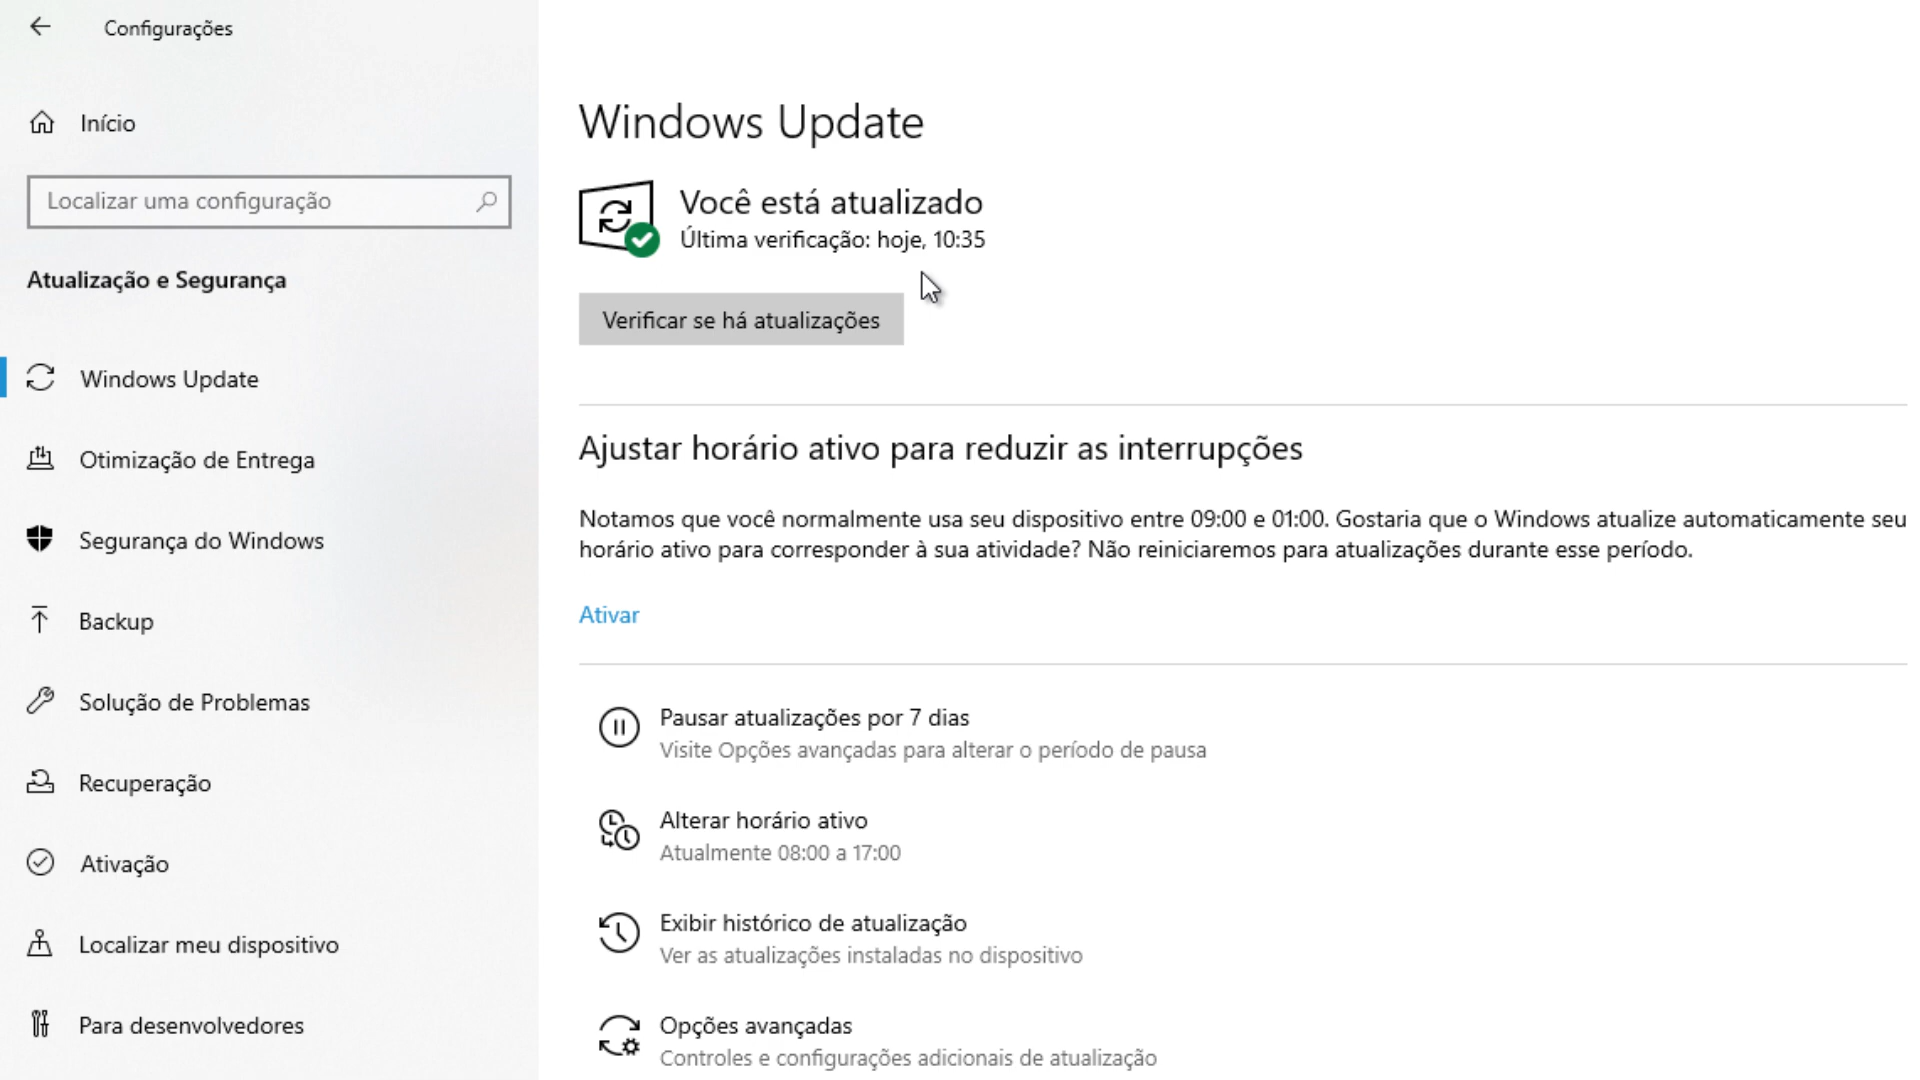 Configurações
Início
Localizar uma configuração
Atualização e Segurança
Windows Update
Otimização de Entrega
Segurança do Windows
Backup
Solução de Problemas
Recuperação
Ativação
Localizar meu dispositivo
Para desenvolvedores
Windows Update
Você está atualizado
Última verificação: hoje, 10:35
Verificar se há atualizações
Ajustar horário ativo para reduzir as interrupções
Notamos que você normalmente usa seu dispositivo entre 09:00 e 01:00. Gostaria que o Windows atualize automaticamente seu
horário ativo para corresponder à sua atividade? Não reiniciaremos para atualizações durante esse período.
Ativar
Pausar atualizações por 7 dias
Visite Opções avançadas para alterar o período de pausa
Alterar horário ativo
Atualmente 08:00 a 17:00
Exibir histórico de atualização
Ver as atualizações instaladas no dispositivo
Opções avançadas
Controles e configurações adicionais de atualização